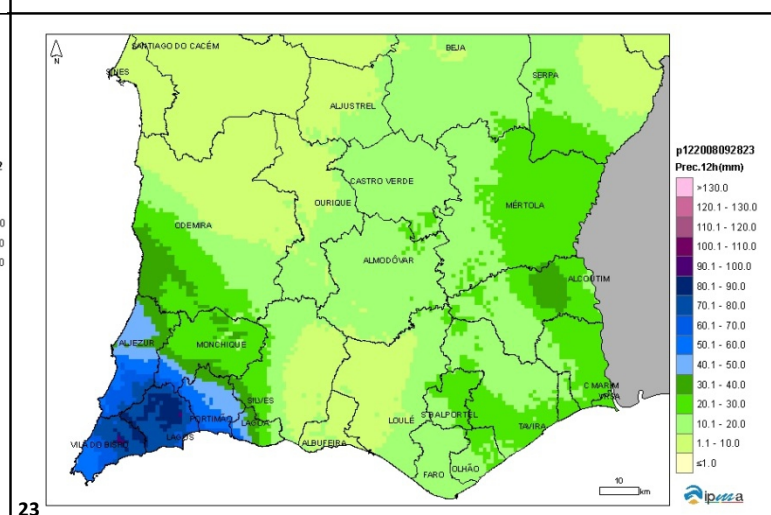 N
SANTIAGO DO CACÉM
BEJA
SINES
SERPA
ALJUSTREL
CASTRO VERDE
OURIQUE
MÉRTOLA
ODEMIRA
ALMODÔVAR
ALCOUTIM
ALJEZUR
MONCHIQUE
SILVES
C MARIM
VRSA
PORTIMÃO
LAGOA
LOULÉ
S B ALPORTEL
TAVIRA
VILA DO BISPO
LAGOS
ALBUFEIRA
FARO
OLHÃO
10
km
p122008092823
Prec.12h(mm)
>130.0
120.1 - 130.0
110.1 - 120.0
100.1 - 110.0
90.1 - 100.0
80.1 - 90.0
70.1 - 80.0
60.1 - 70.0
50.1 - 60.0
40.1 - 50.0
30.1 - 40.0
20.1 - 30.0
10.1 - 20.0
1.1 - 10.0
≤1.0
ipma
23